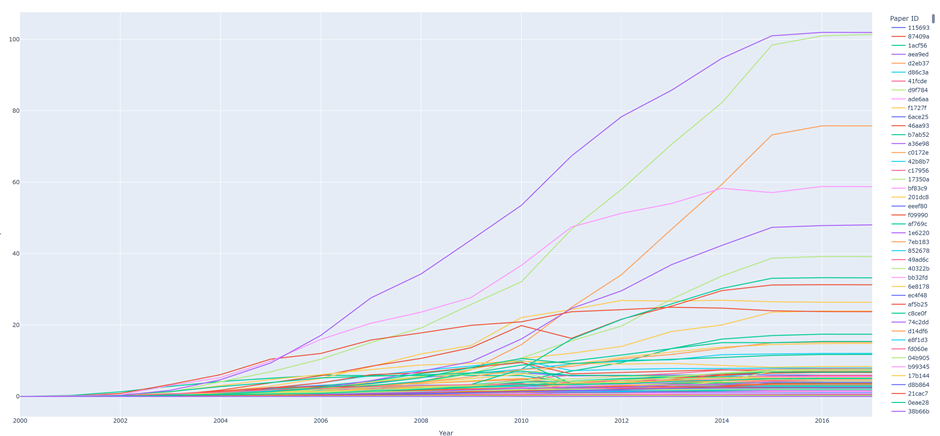 Paper ID
115693
87409a
1acf56
aea9ed
d2eb37
d86c3a
41fcde
d9f784
ade6aa
f1727f
6ace25
46aa93
b7ab52
a36e98
c0172e
42b8b7
c17956
17350a
bf83c9
201dc8
eeef80
f09990
af769c
1e6220
7eb183
852678
49ad6c
40322b
bb32fd
6e8178
ec4f48
af5b25
c8ce0f
74c2dd
d14df6
e8f1d3
fd060e
04b905
b99345
17b144
d8b864
21cac7
0eae28
38b66b
100
80
60
40
20
0
2000 2002 2004 2006 2008 2010 2012 2014 2016
Year